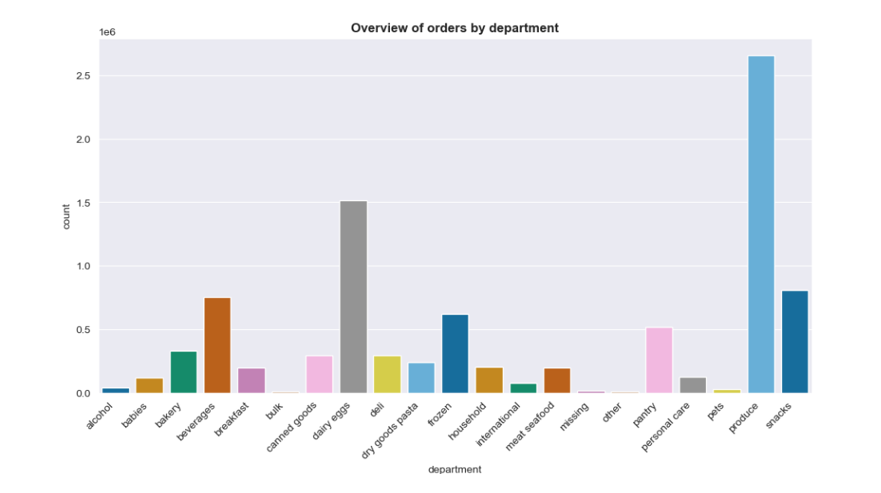 Overview of orders by department
1e6
2.5
2.0
1.5
1.0
0.5
0.0
count
alcohol
babies
bakery
beverages
breakfast
bulk
canned goods
dairy eggs
deli
dry goods pasta
frozen
household
international
meat seafood
missing
other
pantry
personal care
pets
produce
snacks
department